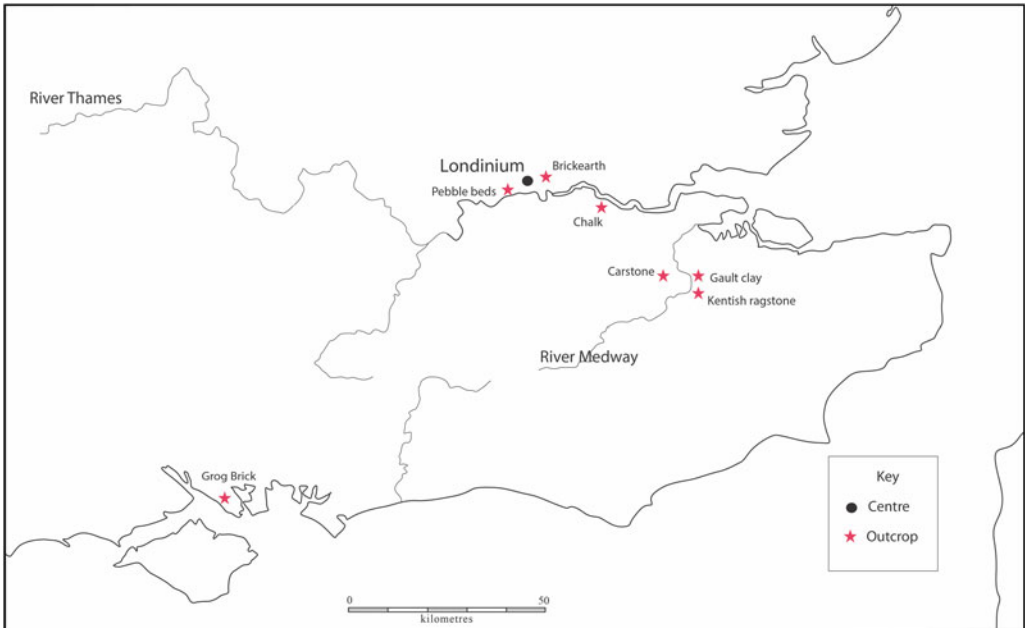 River Thames
Londinium
Brickearth
Pebble beds
Chalk
Carstone
Gault clay
Kentish ragstone
River Medway
Grog Brick
Key
Centre
Outcrop
0 50
kilometres